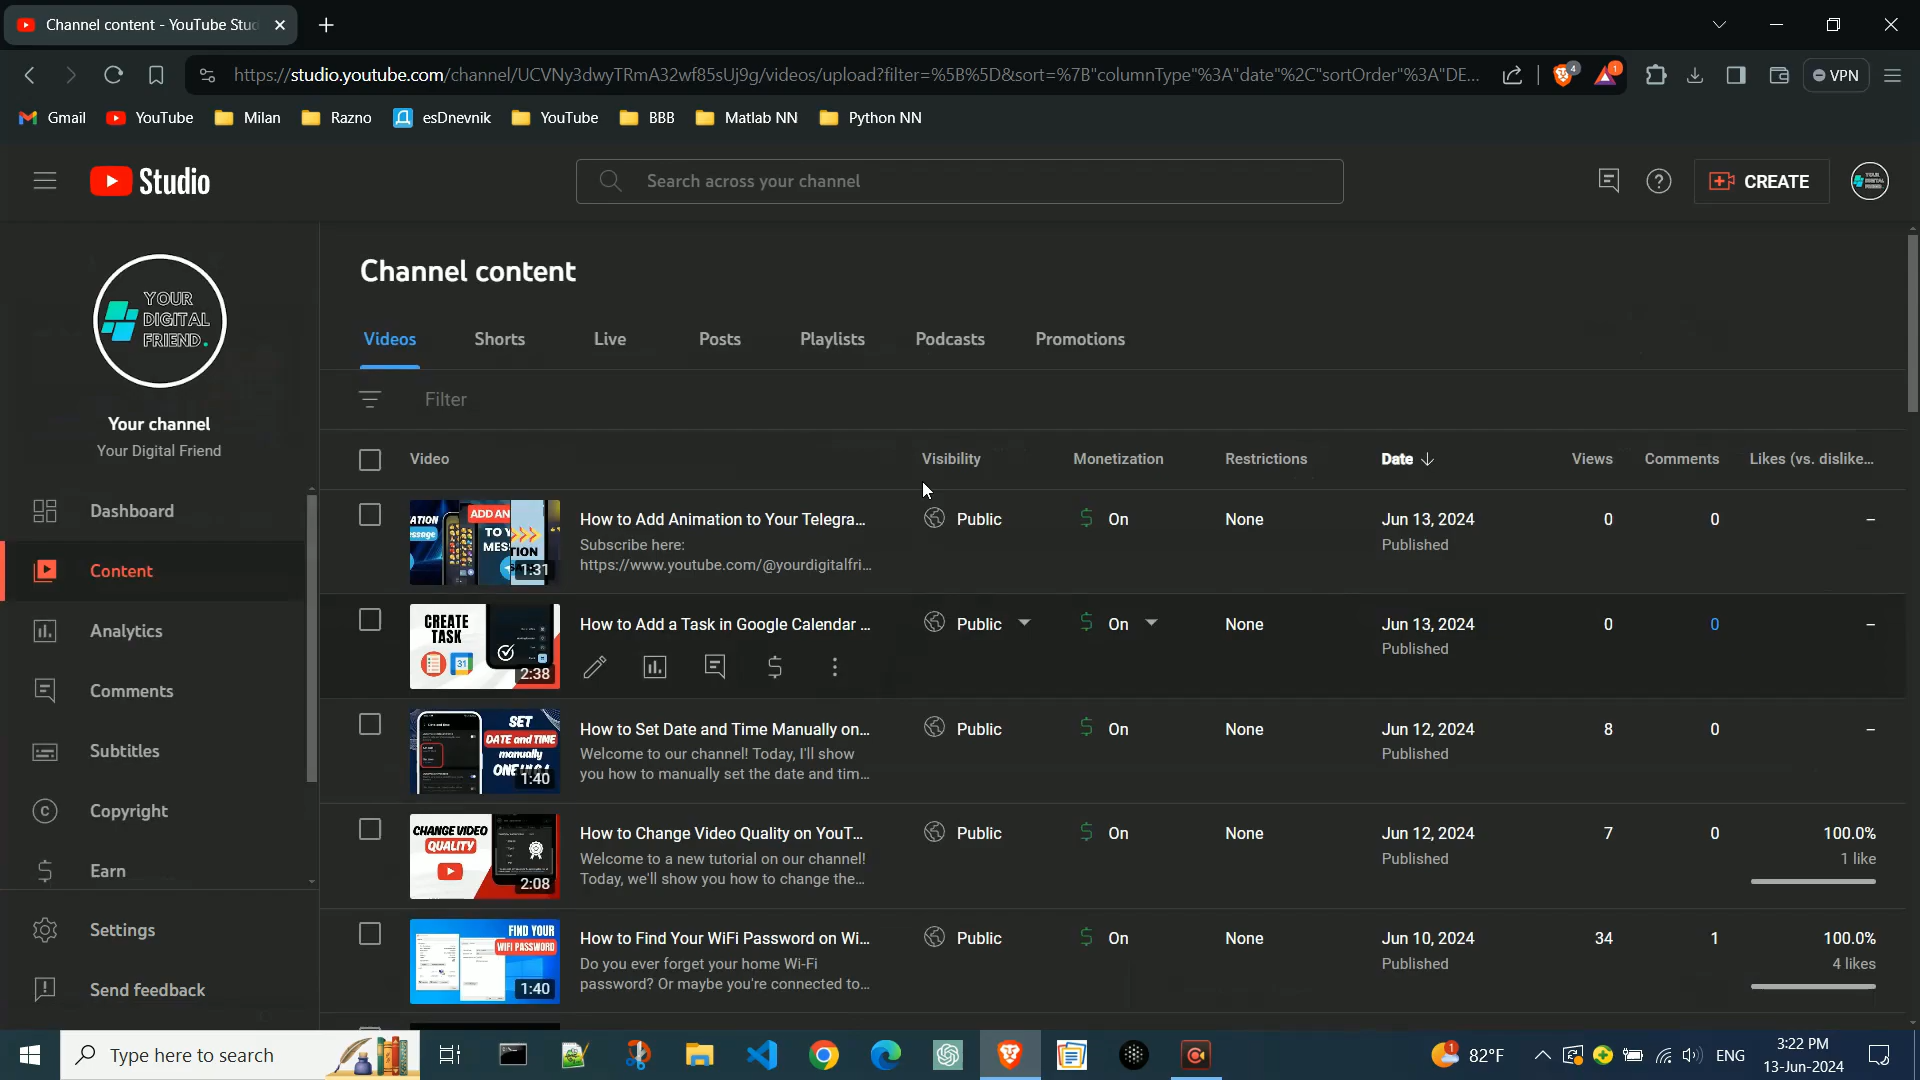 Channel content - YouTube Stu
https://studio.youtube.com/channel/UCVNy3dwyTRmA32wf85sUj9g/videos/upload?filter=%5B%5D&sort=%7B"columnType"%3A"date"%2C"sortOrder"%3A"DE...
4
1
VPN
Gmail
YouTube
Milan
Razno
esDnevnik
YouTube
BBB
Matlab NN
Python NN
Studio
Search across your channel
CREATE
YOUR
DIGITAL
FRIEND.
Your channel
Your Digital Friend
Dashboard
Content
Analytics
Comments
Subtitles
Copyright
Earn
Settings
Send feedback
Channel content
Videos Shorts Live Posts Playlists Podcasts Promotions
Filter
Video Visibility Monetization Restrictions Date Views Comments Likes (vs. dislike...
ADD AN
TO Y
MES
TION
1:31
How to Add Animation to Your Telegra... Public On None Jun 13, 2024 0 0 –
Subscribe here: Published
https://www.youtube.com/@yourdigitalfri...
CREATE
TASK
31
2:38
How to Add a Task in Google Calendar ... Public On None Jun 13, 2024 0 0 –
Published
SET
DATE and TIME
manually
1:40
How to Set Date and Time Manually on... Public On None Jun 12, 2024 8 0 –
Welcome to our channel! Today, I'll show Published
you how to manually set the date and tim...
CHANGE VIDEO
QUALITY
2:08
How to Change Video Quality on YouT... Public On None Jun 12, 2024 7 0 100.0%
Welcome to a new tutorial on our channel! Published 1 like
Today, we'll show you how to change the...
FIND YOUR
WIFI PASSWORD
1:40
How to Find Your WiFi Password on Wi... Public On None Jun 10, 2024 34 1 100.0%
Do you ever forget your home Wi-Fi Published 4 likes
password? Or maybe you're connected to...
Type here to search
1
82°F
ENG
3:22 PM
13-Jun-2024